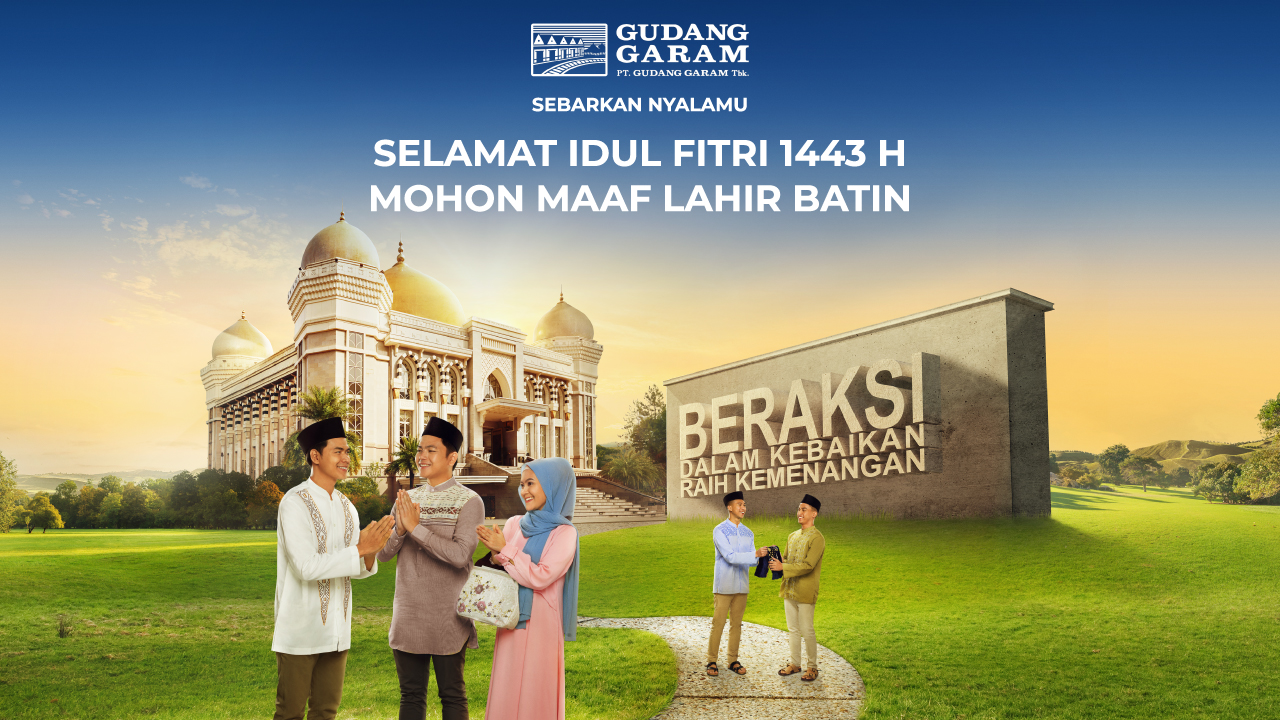 GUDANG
GARAM
PT. GUDANG GARAM Tbk.
SEBARKAN NYALAMU
SELAMAT IDUL FITRI 1443 H
MOHON MAAF LAHIR BATIN
BERAKSI
DALAM KEBAIKAN
RAIH KEMENANGAN